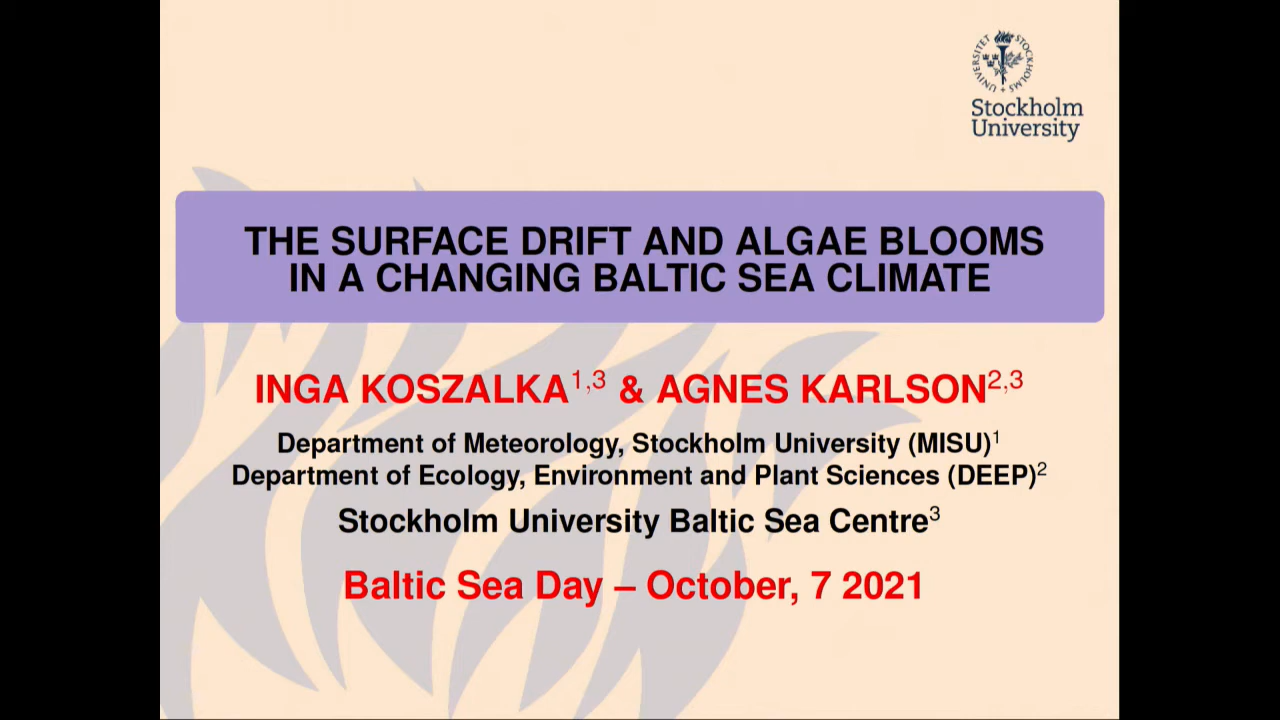 STOCKHOLMS UNIVERSITET
Stockholm
University
THE SURFACE DRIFT AND ALGAE BLOOMS
IN A CHANGING BALTIC SEA CLIMATE
INGA KOSZALKA1,3 & AGNES KARLSON2,3
Department of Meteorology, Stockholm University (MISU)1
Department of Ecology, Environment and Plant Sciences (DEEP)2
Stockholm University Baltic Sea Centre3
Baltic Sea Day – October, 7 2021